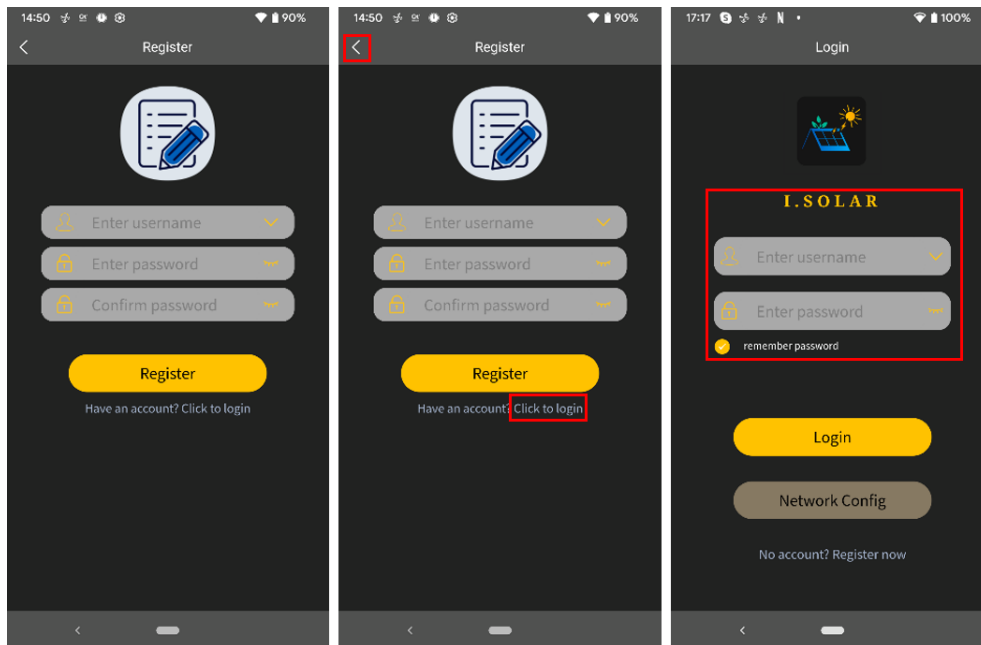 14:50
90%
Register
Enter username
Enter password
Confirm password
Register
Have an account? Click to login
14:50
90%
Register
Enter username
Enter password
Confirm password
Register
Have an account? Click to login
17:17
100%
Login
I.SOLAR
Enter username
Enter password
remember password
Login
Network Config
No account? Register now